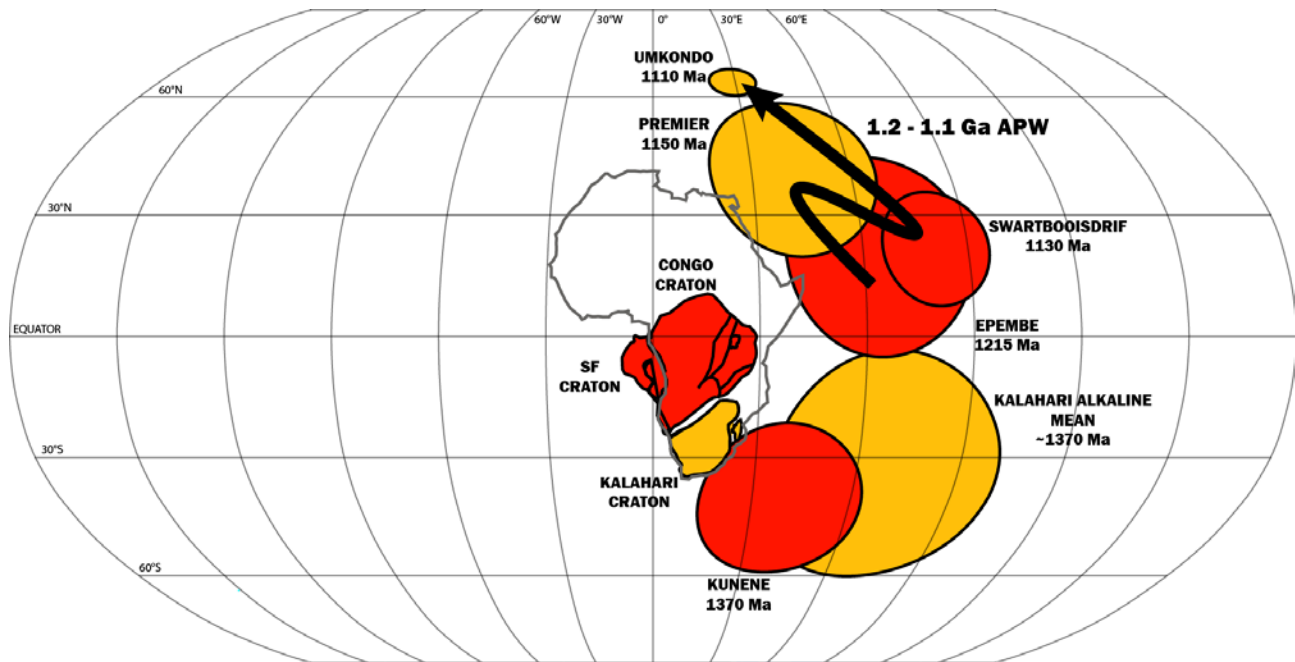 60°W
30°W
0°
30°E
60°E
UMKONDO
1110 Ma
60°N
PREMIER
1150 Ma
1.2 - 1.1 Ga APW
30°N
SWARTBOOISDRIF
1130 Ma
CONGO
CRATON
EQUATOR
EPEMBE
1215 Ma
SF
CRATON
KALAHARI ALKALINE
MEAN
~1370 Ma
30°S
KALAHARI
CRATON
60°S
KUNENE
1370 Ma